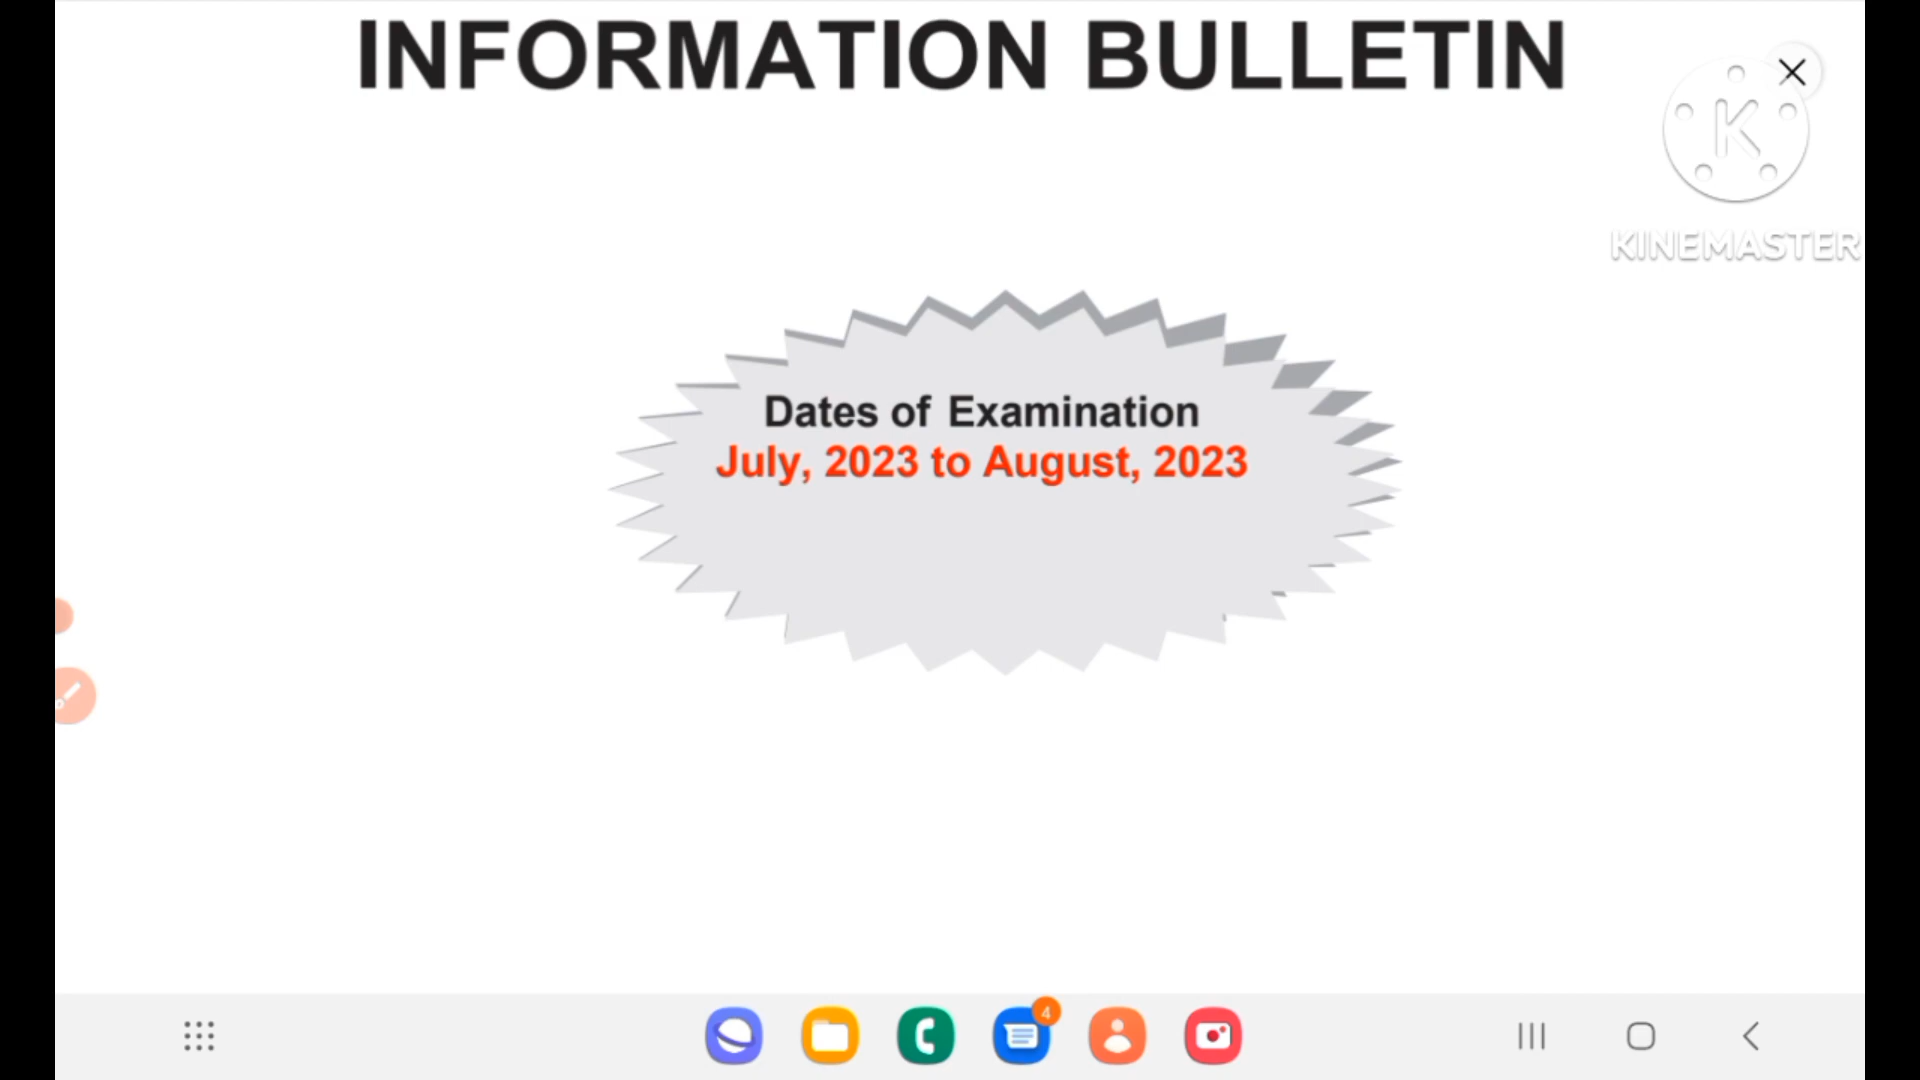 INFORMATION BULLETIN
K
KINEMASTER
Dates of Examination
July, 2023 to August, 2023
4